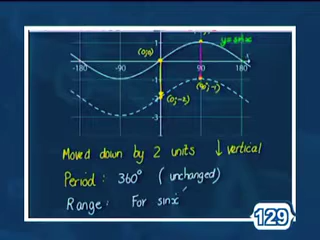 y = sinx
1
(0;0)
-180 -90 90 180
-1
(90°;-1)
(0;-2)
-3
Moved down by 2 units ↓ vertical
Period : 360° ( unchanged)
Range : For sinx
129